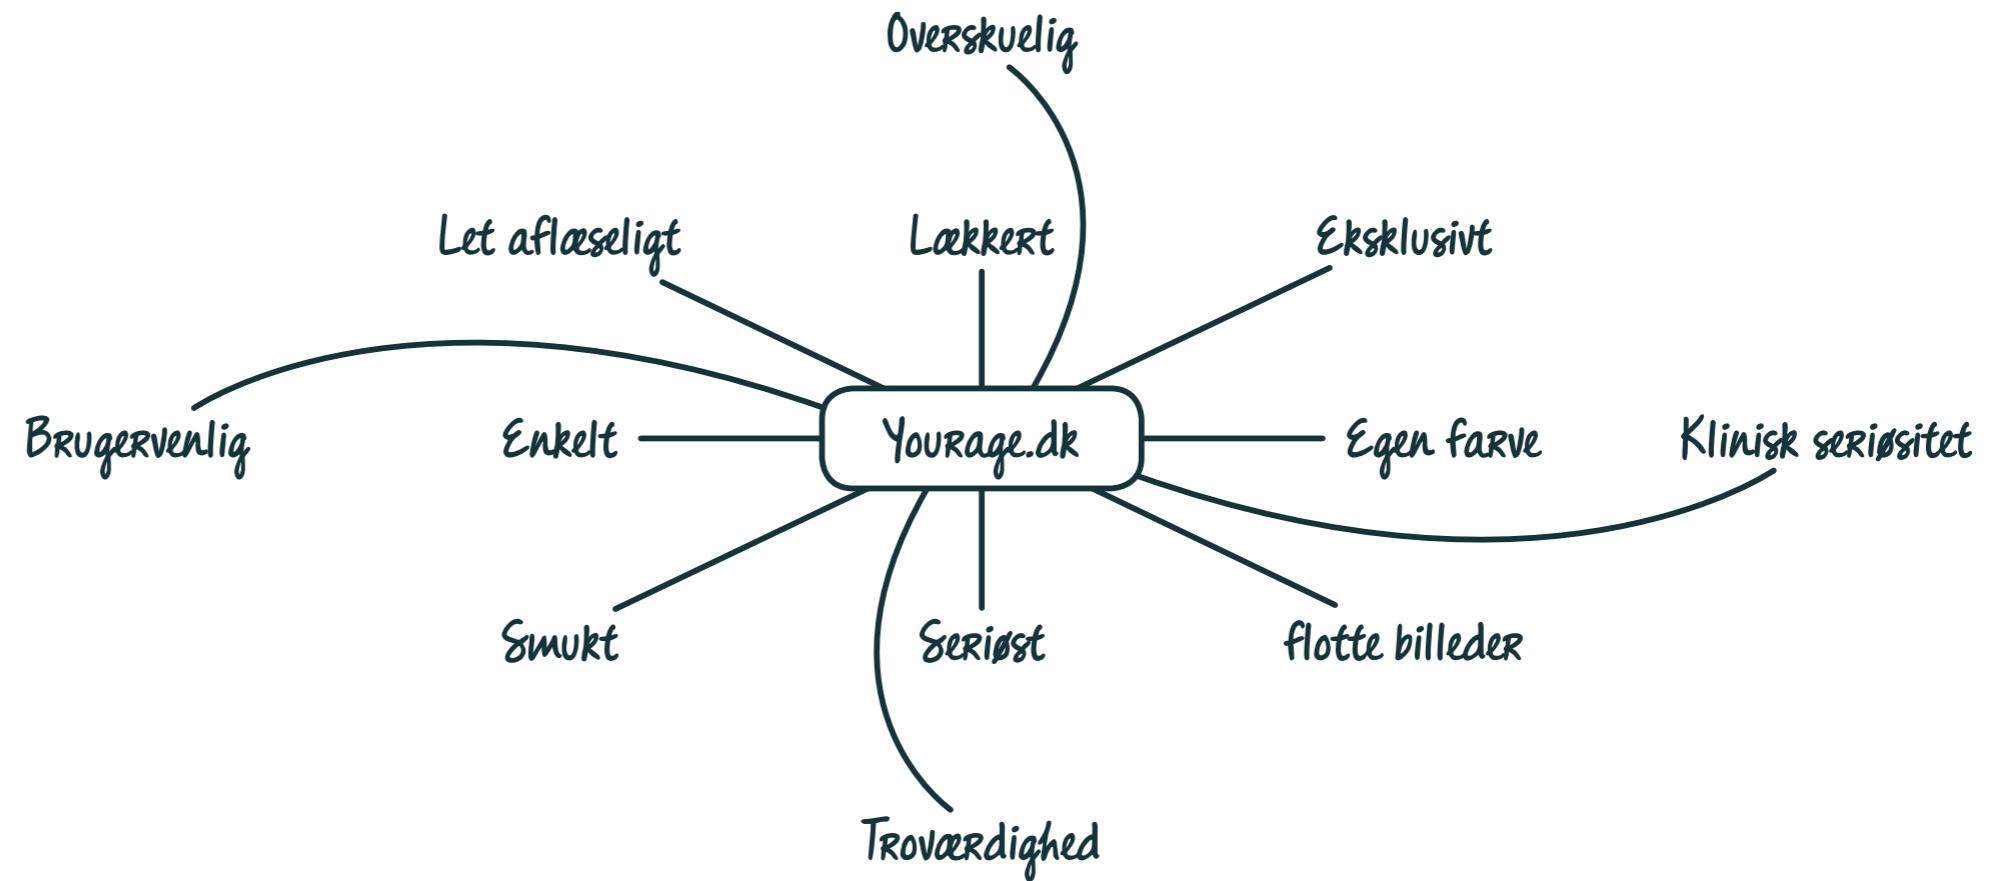 Overskuelig
Let aflæseligt
Lækkert
Eksklusivt
Brugervenlig
Enkelt
Yourage.dk
Egen farve
Klinisk seriøsitet
Smukt
Seriøst
flotte billeder
Troværdighed